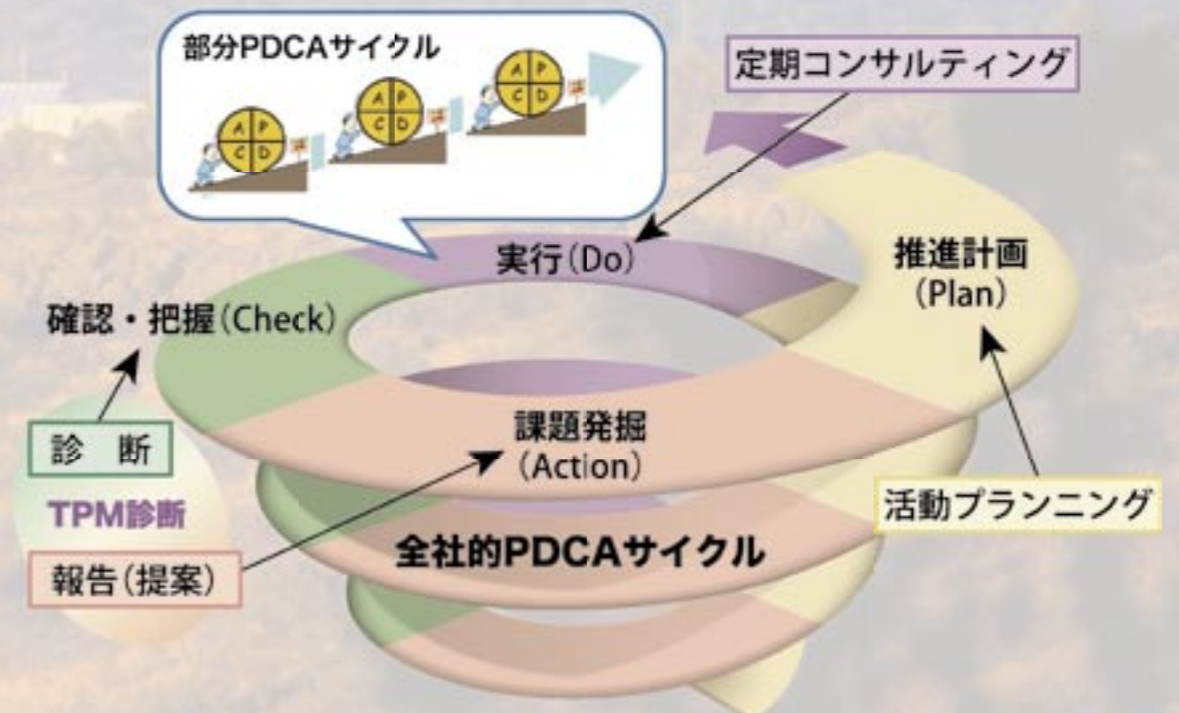 部分PDCAサイクル
A P
C D
A P
C D
A P
C D
定期コンサルティング
実行(Do)
推進計画
(Plan)
確認・把握(Check)
課題発掘
(Action)
診 断
TPM診断
報告(提案)
活動プランニング
全社的PDCAサイクル